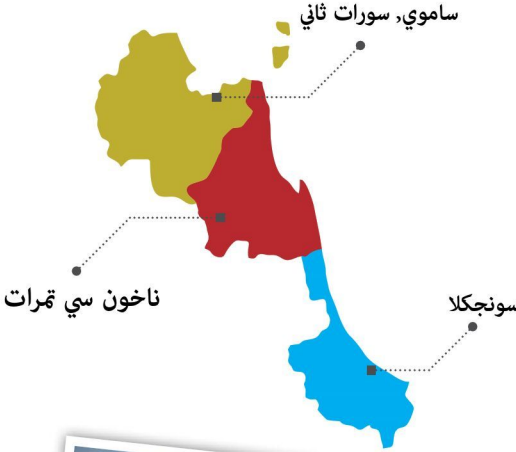 ساموي, سورات ثاني
ناخون سي تمرات
سونجكلا